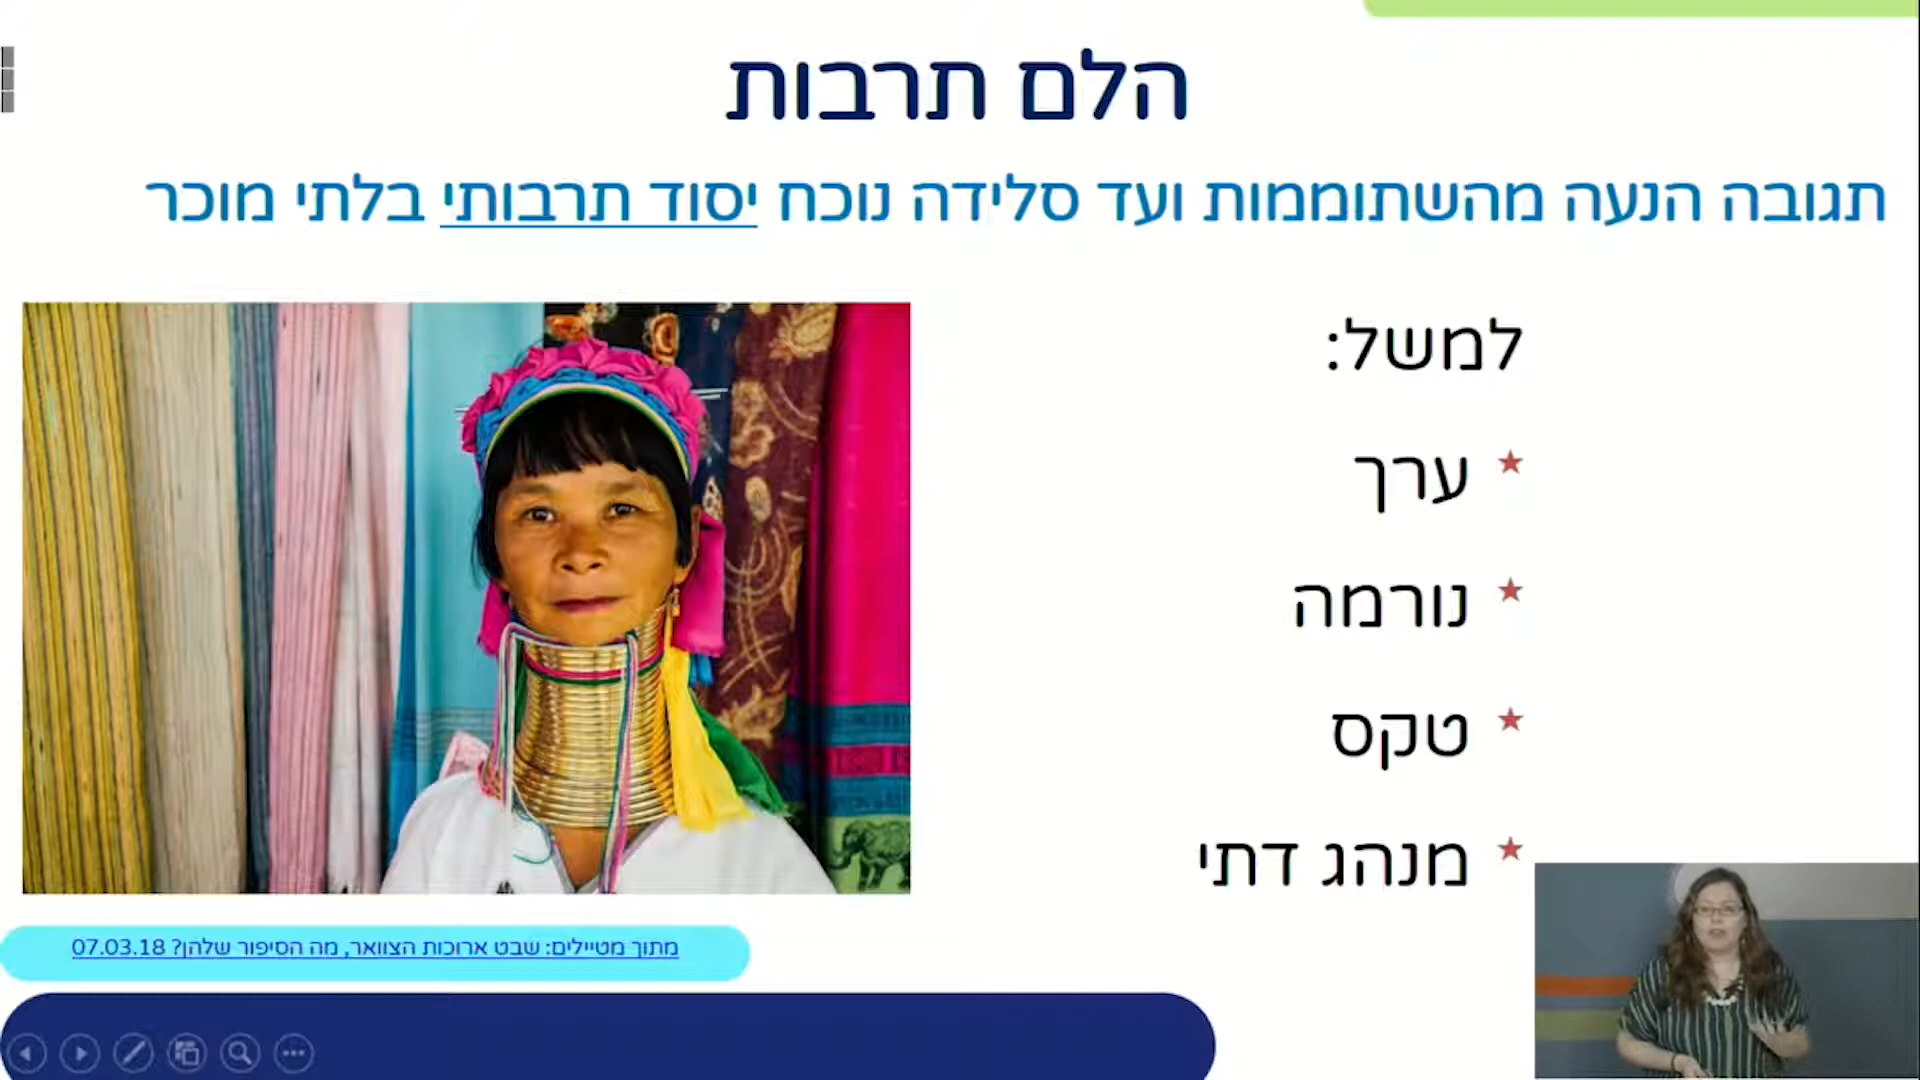 הלם תרבות
תגובה הנעה מהשתוממות ועד סלידה נוכח יסוד תרבותי בלתי מוכר
למשל:
ערך
נורמה
טקס
מנהג דתי
מתוך מטיילים: שבט ארוכות הצוואר, מה הסיפור שלהן? 07.03.18